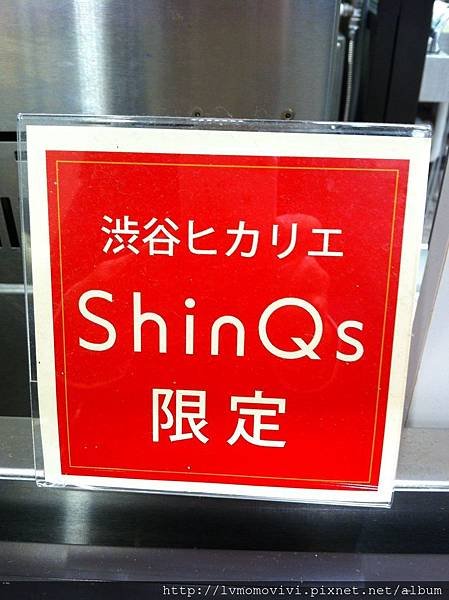 渋谷ヒカリエ
ShinQs
限定
http://lvmomovivi.pixnet.net/album